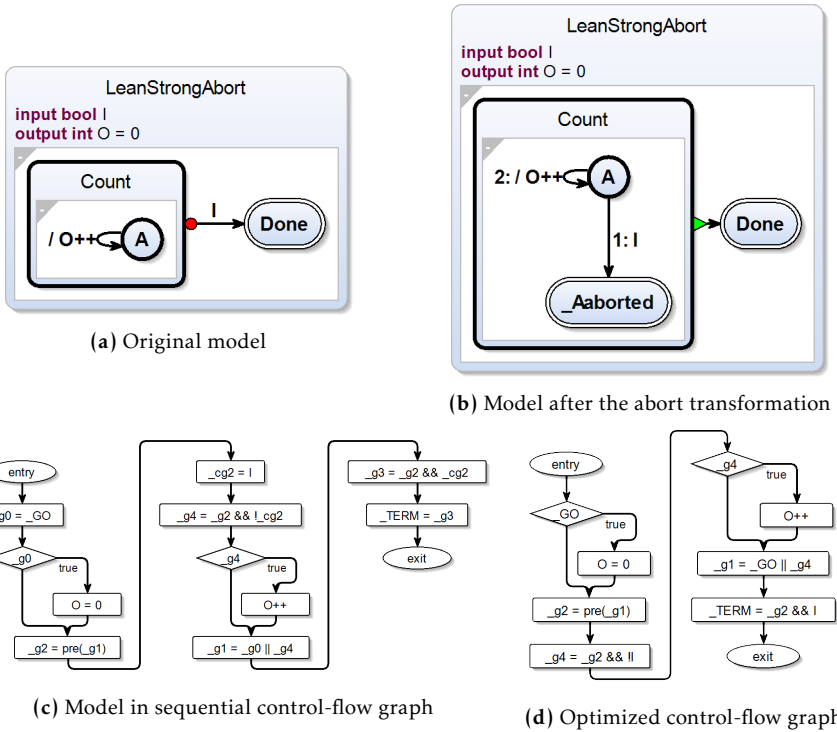 LeanStrongAbort
input bool I
output int O = 0
Count
/ O++
A
I
Done
(a) Original model
LeanStrongAbort
input bool I
output int O = 0
Count
2: / O++
A
1: I
_Aaborted
Done
(b) Model after the abort transformation
entry
g0 = _GO
_g0
true
O = 0
_g2 = pre(_g1)
_cg2 = I
_g4 = _g2 && !_cg2
_g4
true
O++
_g1 = _g0 || _g4
_g3 = _g2 && _cg2
_TERM = _g3
exit
(c) Model in sequential control-flow graph
entry
_GO
true
O = 0
_g2 = pre(_g1)
_g4 = _g2 && !I
_g4
true
O++
_g1 = _GO || _g4
_TERM = _g2 && I
exit
(d) Optimized control-flow graph